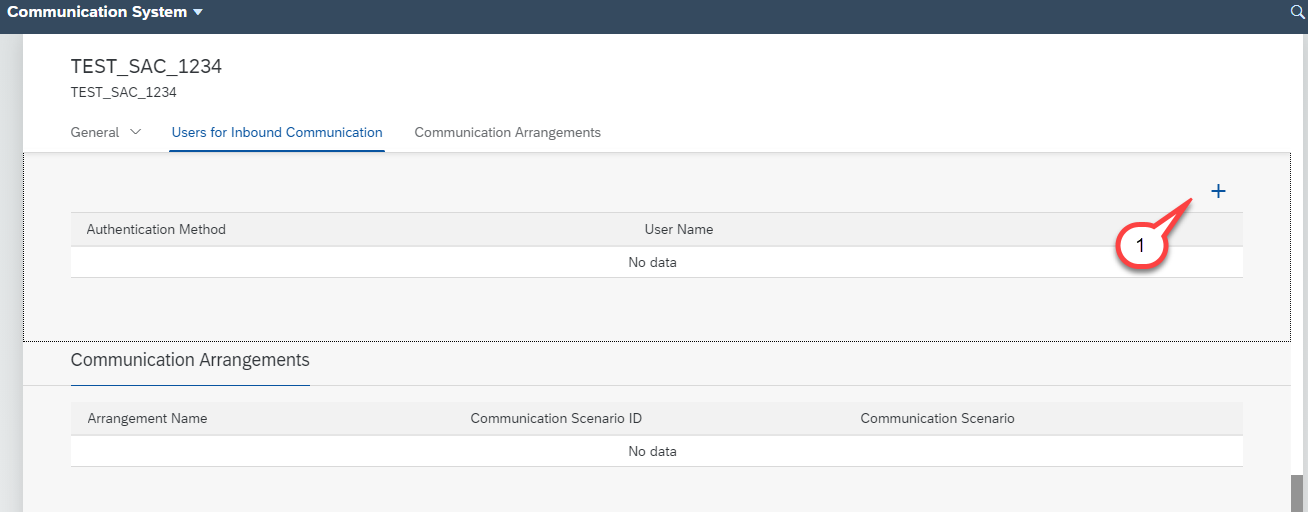 Communication System
TEST_SAC_1234
TEST_SAC_1234
General Users for Inbound Communication Communication Arrangements
Authentication Method User Name
1
No data
Communication Arrangements
Arrangement Name Communication Scenario ID Communication Scenario
No data